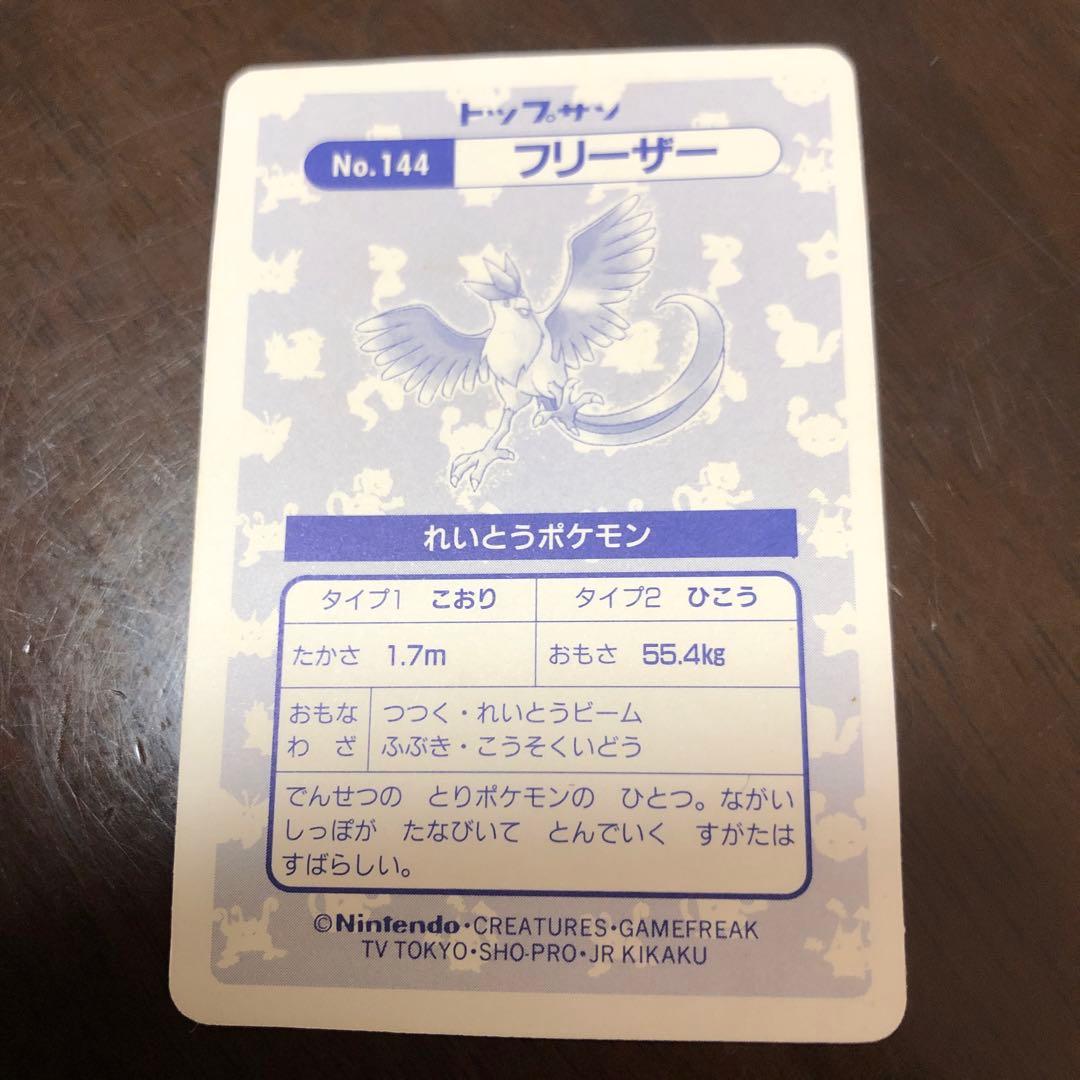 トップサン
No.144 フリーザー
れいとうポケモン
タイプ1 こおり タイプ2 ひこう
たかさ 1.7m おもさ 55.4kg
おもな つつく・れいとうビーム
わざ ふぶき・こうそくいどう
でんせつの とりポケモンの ひとつ。ながい
しっぽが たなびいて とんでいく すがたは
すばらしい。
©Nintendo・CREATURES・GAMEFREAK
TV TOKYO・SHO-PRO・JR KIKAKU